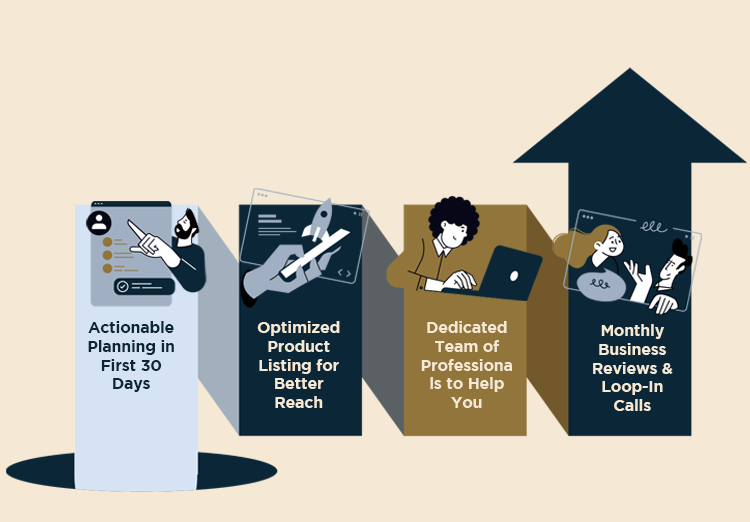 Actionable
Planning in
First 30
Days
Optimized
Product
Listing for
Better
Reach
Dedicated
Team of
Professiona
ls to Help
You
Monthly
Business
Reviews &
Loop-In
Calls